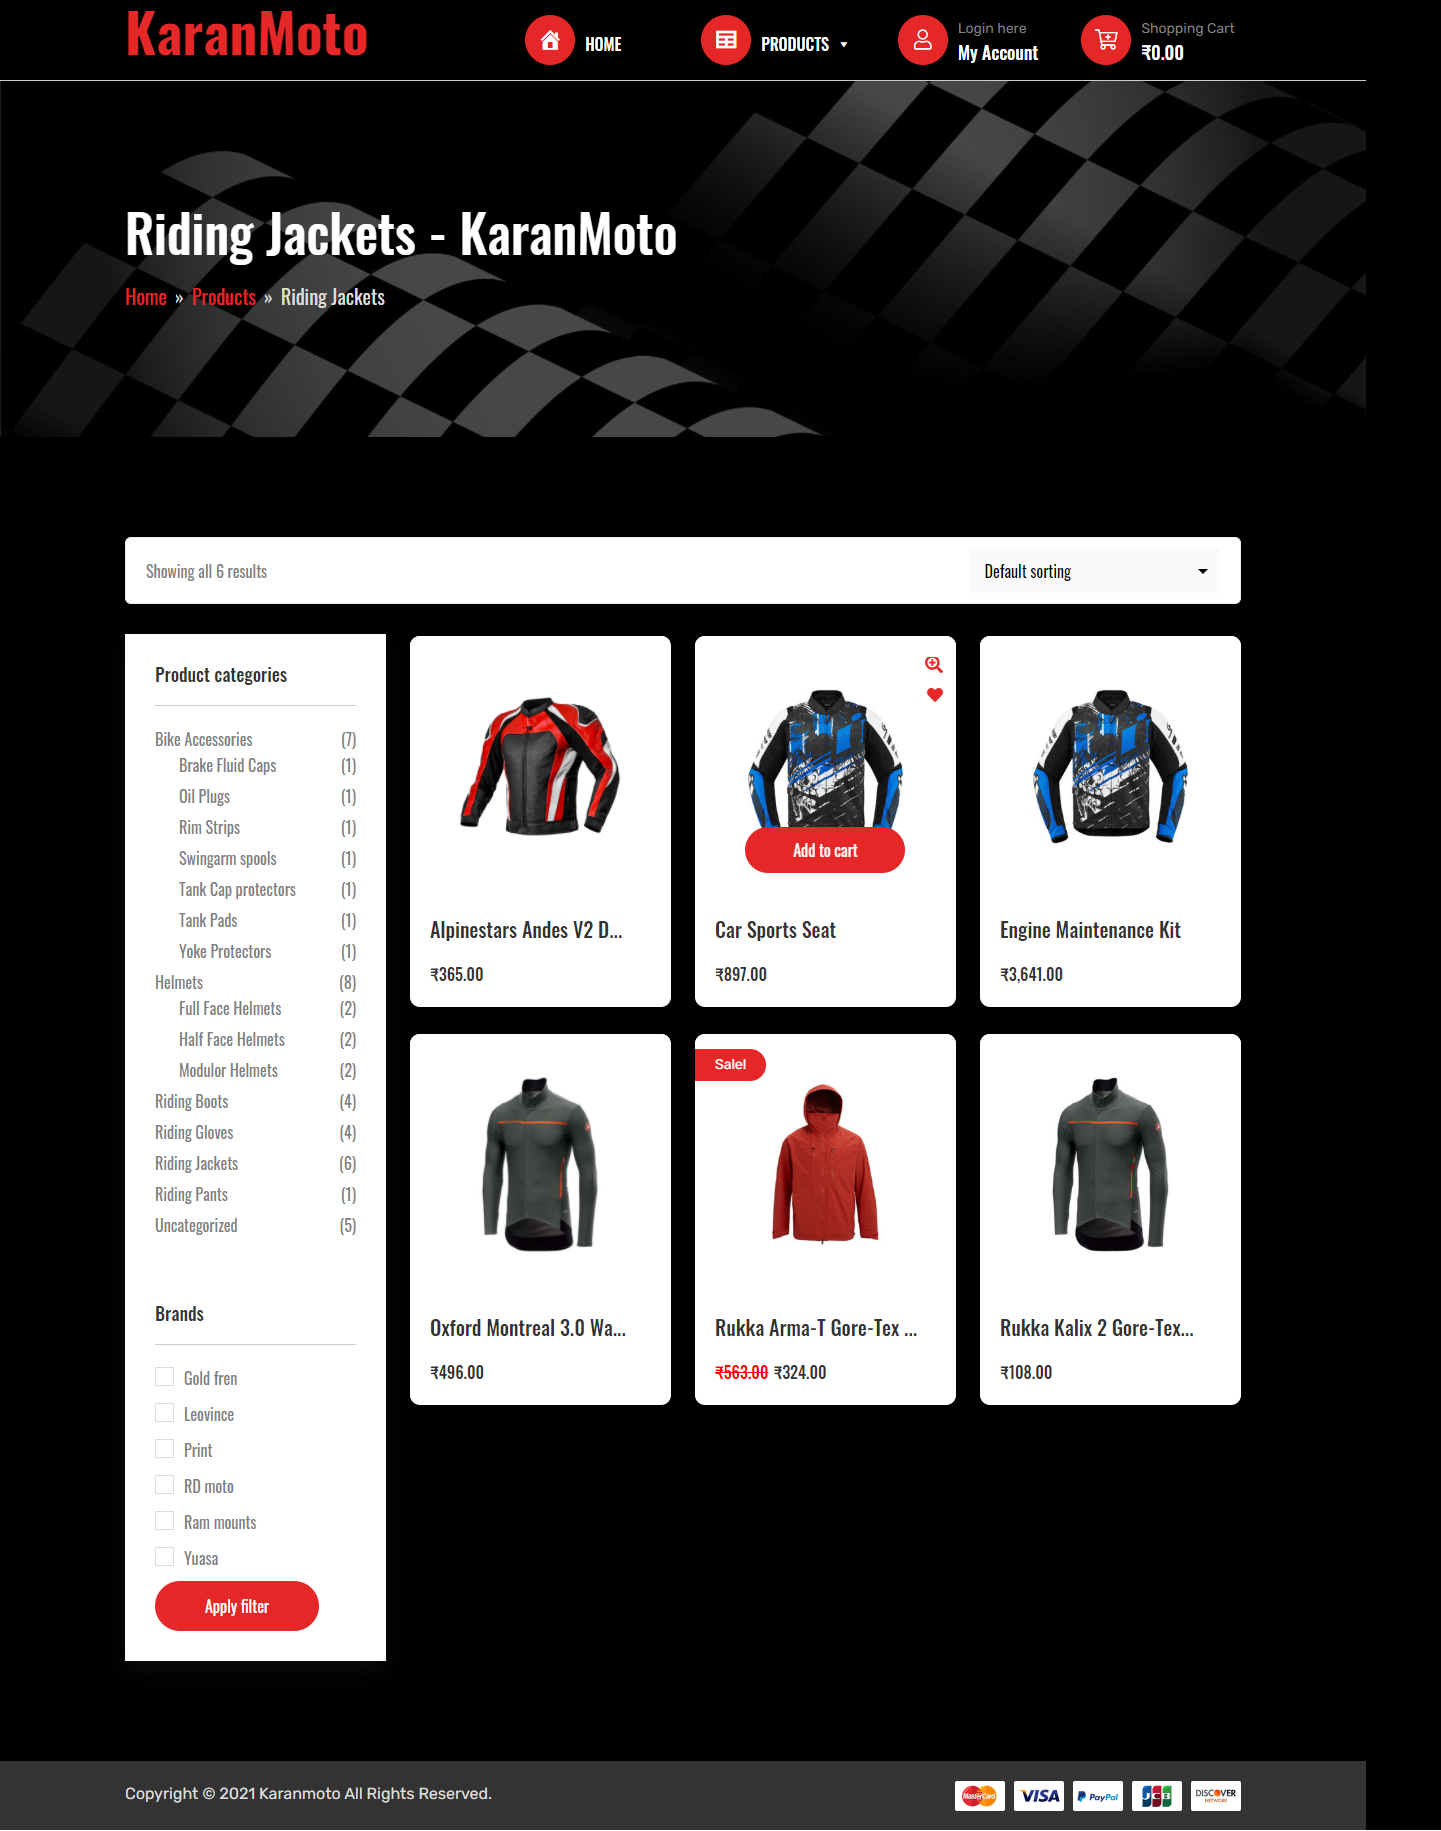 KaranMoto
HOME
PRODUCTS
Login here
My Account
Shopping Cart
₹0.00
Riding Jackets - KaranMoto
Home » Products » Riding Jackets
Showing all 6 results
Default sorting
Product categories
Bike Accessories (7)
Brake Fluid Caps (1)
Oil Plugs (1)
Rim Strips (1)
Swingarm spools (1)
Tank Cap protectors (1)
Tank Pads (1)
Yoke Protectors (1)
Helmets (8)
Full Face Helmets (2)
Half Face Helmets (2)
Modulor Helmets (2)
Riding Boots (4)
Riding Gloves (4)
Riding Jackets (6)
Riding Pants (1)
Uncategorized (5)
Brands
Gold fren
Leovince
Print
RD moto
Ram mounts
Yuasa
Apply filter
Alpinestars Andes V2 D...
₹365.00
Add to cart
Car Sports Seat
₹897.00
Engine Maintenance Kit
₹3,641.00
Oxford Montreal 3.0 Wa...
₹496.00
Sale!
Rukka Arma-T Gore-Tex ...
₹563.00 ₹324.00
Rukka Kalix 2 Gore-Tex...
₹108.00
Copyright © 2021 Karanmoto All Rights Reserved.
MasterCard
VISA
PayPal
JCB
DISCOVER
NETWORK